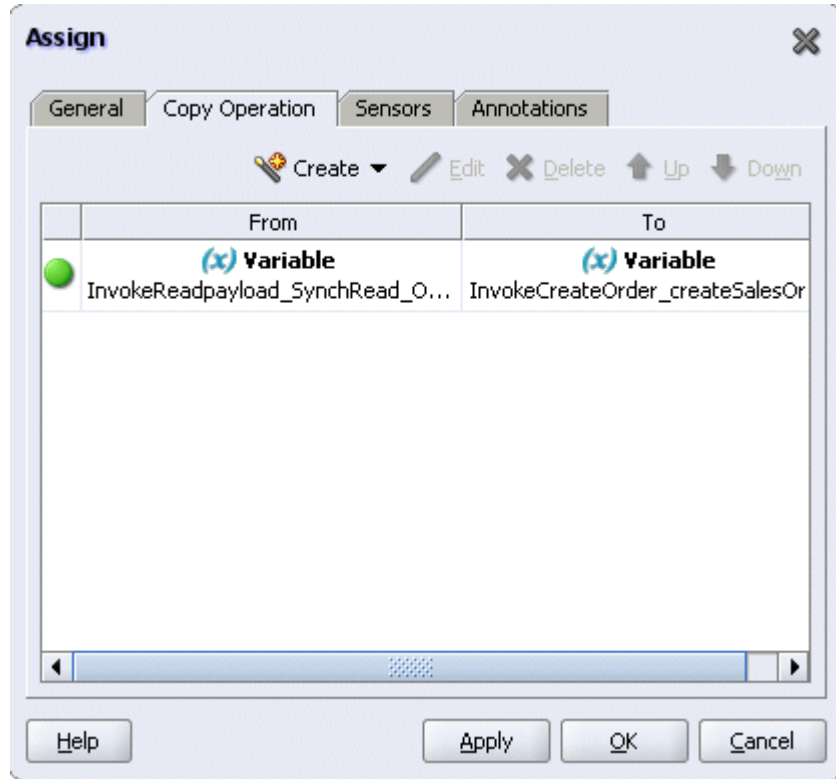 Assign
General Copy Operation Sensors Annotations
Create Edit Delete Up Down
From To
(x) Variable (x) Variable
InvokeReadpayload_SynchRead_O... InvokeCreateOrder_createSalesOr
Help Apply OK Cancel